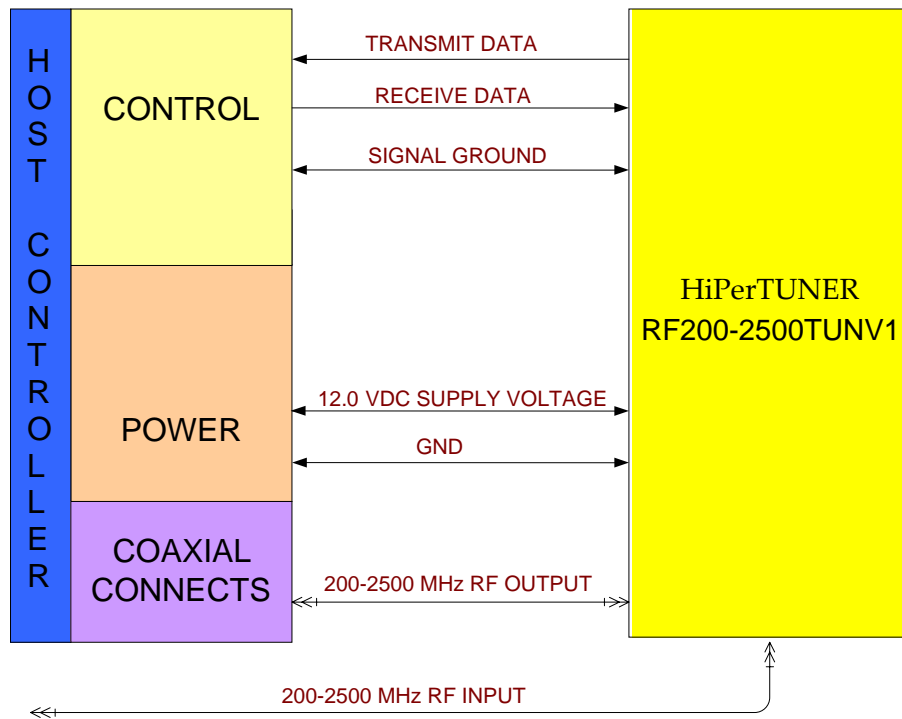 HOST CONTROLLER
CONTROL
POWER
COAXIAL
CONNECTS
TRANSMIT DATA
RECEIVE DATA
SIGNAL GROUND
12.0 VDC SUPPLY VOLTAGE
GND
200-2500 MHz RF OUTPUT
200-2500 MHz RF INPUT
HiPerTUNER
RF200-2500TUNV1